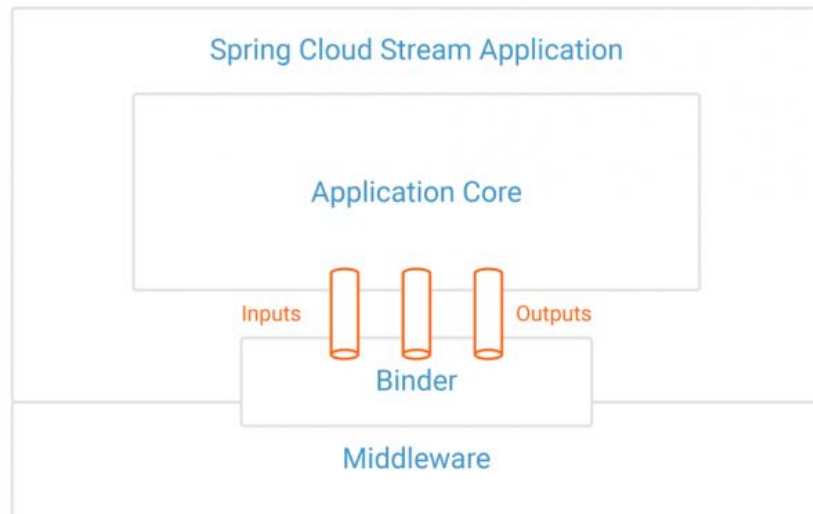 Spring Cloud Stream Application
Application Core
Inputs
Outputs
Binder
Middleware